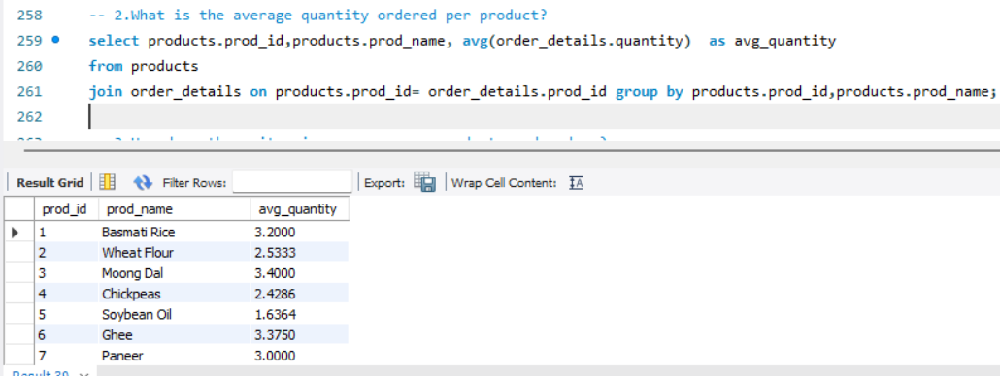 258 -- 2.What is the average quantity ordered per product?
259 select products.prod_id,products.prod_name, avg(order_details.quantity)  as avg_quantity
260 from products
261 join order_details on products.prod_id= order_details.prod_id group by products.prod_id,products.prod_name;
262
Result Grid Filter Rows: Export: Wrap Cell Content:
prod_id prod_name avg_quantity
1 Basmati Rice 3.2000
2 Wheat Flour 2.5333
3 Moong Dal 3.4000
4 Chickpeas 2.4286
5 Soybean Oil 1.6364
6 Ghee 3.3750
7 Paneer 3.0000